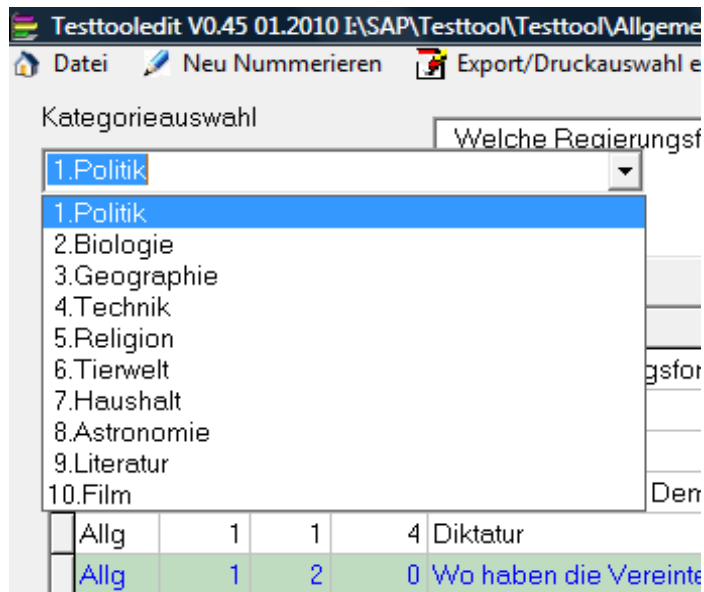 Testtooledit V0.45 01.2010 I:\SAP\Testtool\Testtool\Allgeme
Datei Neu Nummerieren Export/Druckauswahl e
Kategorieauswahl
Welche Regierungsf
1.Politik
1.Politik
2.Biologie
3.Geographie
4.Technik
5.Religion
6.Tierwelt
gsfor
7.Haushalt
8.Astronomie
9.Literatur
10.Film
Dem
Allg 1 1 4 Diktatur
Allg 1 2 0 Wo haben die Vereinte